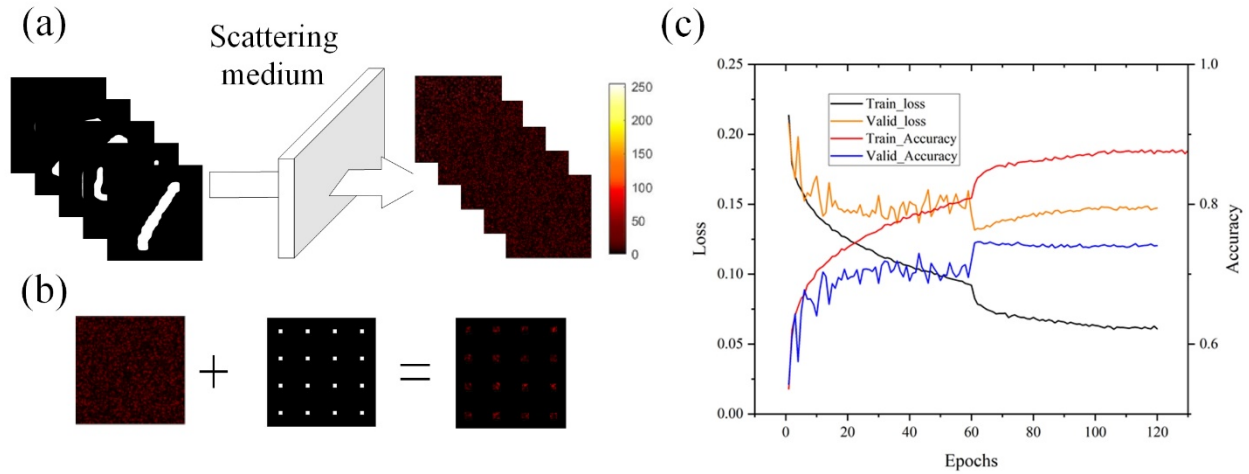 (a)
Scattering
medium
250
200
150
100
50
0
(b)
+
=
(c)
0.25
0.20
0.15
0.10
0.05
0.00
Loss
Train_loss
Valid_loss
Train_Accuracy
Valid_Accuracy
1.0
0.8
0.6
Accuracy
0 20 40 60 80 100 120
Epochs